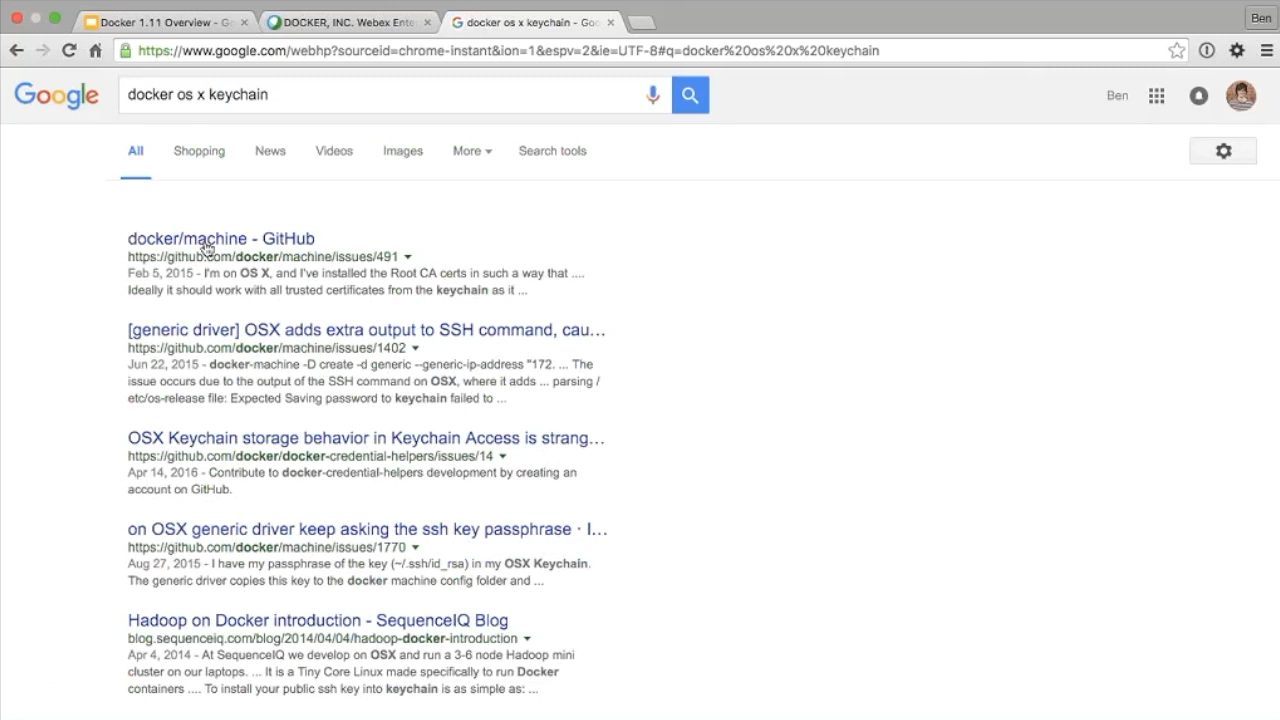 Docker 1.11 Overview - Go
DOCKER, INC. Webex Ente
docker os x keychain - Goo
Ben
https://www.google.com/webhp?sourceid=chrome-instant&ion=1&espv=2&ie=UTF-8#q=docker%20os%20x%20keychain
Google
docker os x keychain
Ben
All Shopping News Videos Images More Search tools
docker/machine - GitHub
https://github.com/docker/machine/issues/491
Feb 5, 2015 - I'm on OS X, and I've installed the Root CA certs in such a way that ....
Ideally it should work with all trusted certificates from the keychain as it ...
[generic driver] OSX adds extra output to SSH command, cau...
https://github.com/docker/machine/issues/1402
Jun 22, 2015 - docker-machine -D create -d generic --generic-ip-address "172. ... The
issue occurs due to the output of the SSH command on OSX, where it adds ... parsing /
etc/os-release file: Expected Saving password to keychain failed to ...
OSX Keychain storage behavior in Keychain Access is strang...
https://github.com/docker/docker-credential-helpers/issues/14
Apr 14, 2016 - Contribute to docker-credential-helpers development by creating an
account on GitHub.
on OSX generic driver keep asking the ssh key passphrase · I...
https://github.com/docker/machine/issues/1770
Aug 27, 2015 - I have my passphrase of the key (~/.ssh/id_rsa) in my OSX Keychain.
The generic driver copies this key to the docker machine config folder and ...
Hadoop on Docker introduction - SequenceIQ Blog
blog.sequenceiq.com/blog/2014/04/04/hadoop-docker-introduction
Apr 4, 2014 - At SequenceIQ we develop on OSX and run a 3-6 node Hadoop mini
cluster on our laptops. ... It is a Tiny Core Linux made specifically to run Docker
containers .... To install your public ssh key into keychain is as simple as: ...